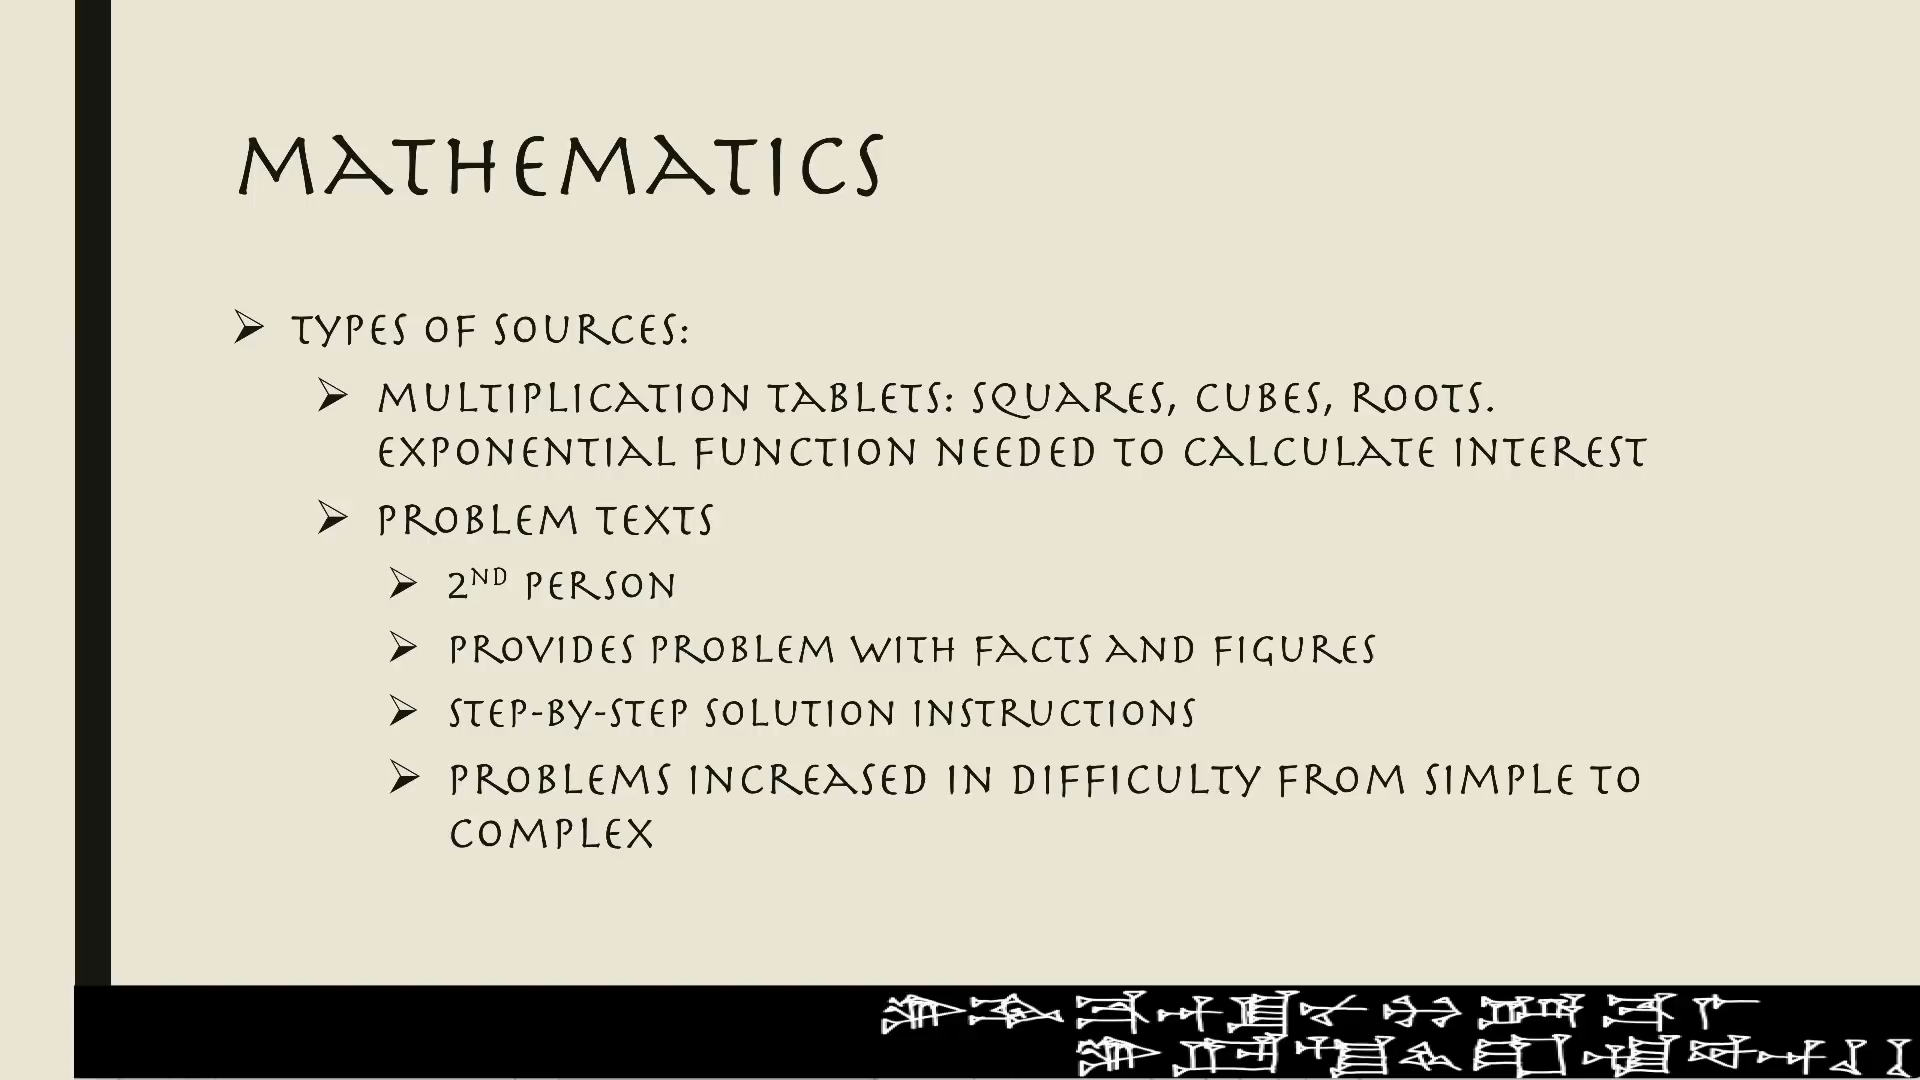 MATHEMATICS
TYPES OF SOURCES:
MULTIPLICATION TABLETS: SQUARES, CUBES, ROOTS.
EXPONENTIAL FUNCTION NEEDED TO CALCULATE INTEREST
PROBLEM TEXTS
2ND PERSON
PROVIDES PROBLEM WITH FACTS AND FIGURES
STEP-BY-STEP SOLUTION INSTRUCTIONS
PROBLEMS INCREASED IN DIFFICULTY FROM SIMPLE TO
COMPLEX